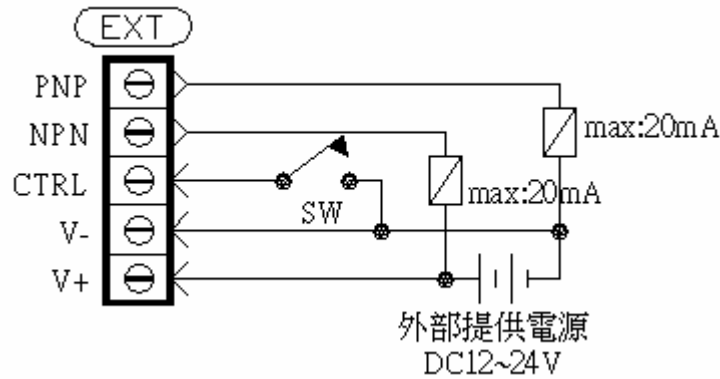 EXT
PNP
max:20mA
NPN
CTRL
max:20mA
SW
V-
V+
外部提供電源
DC12~24V